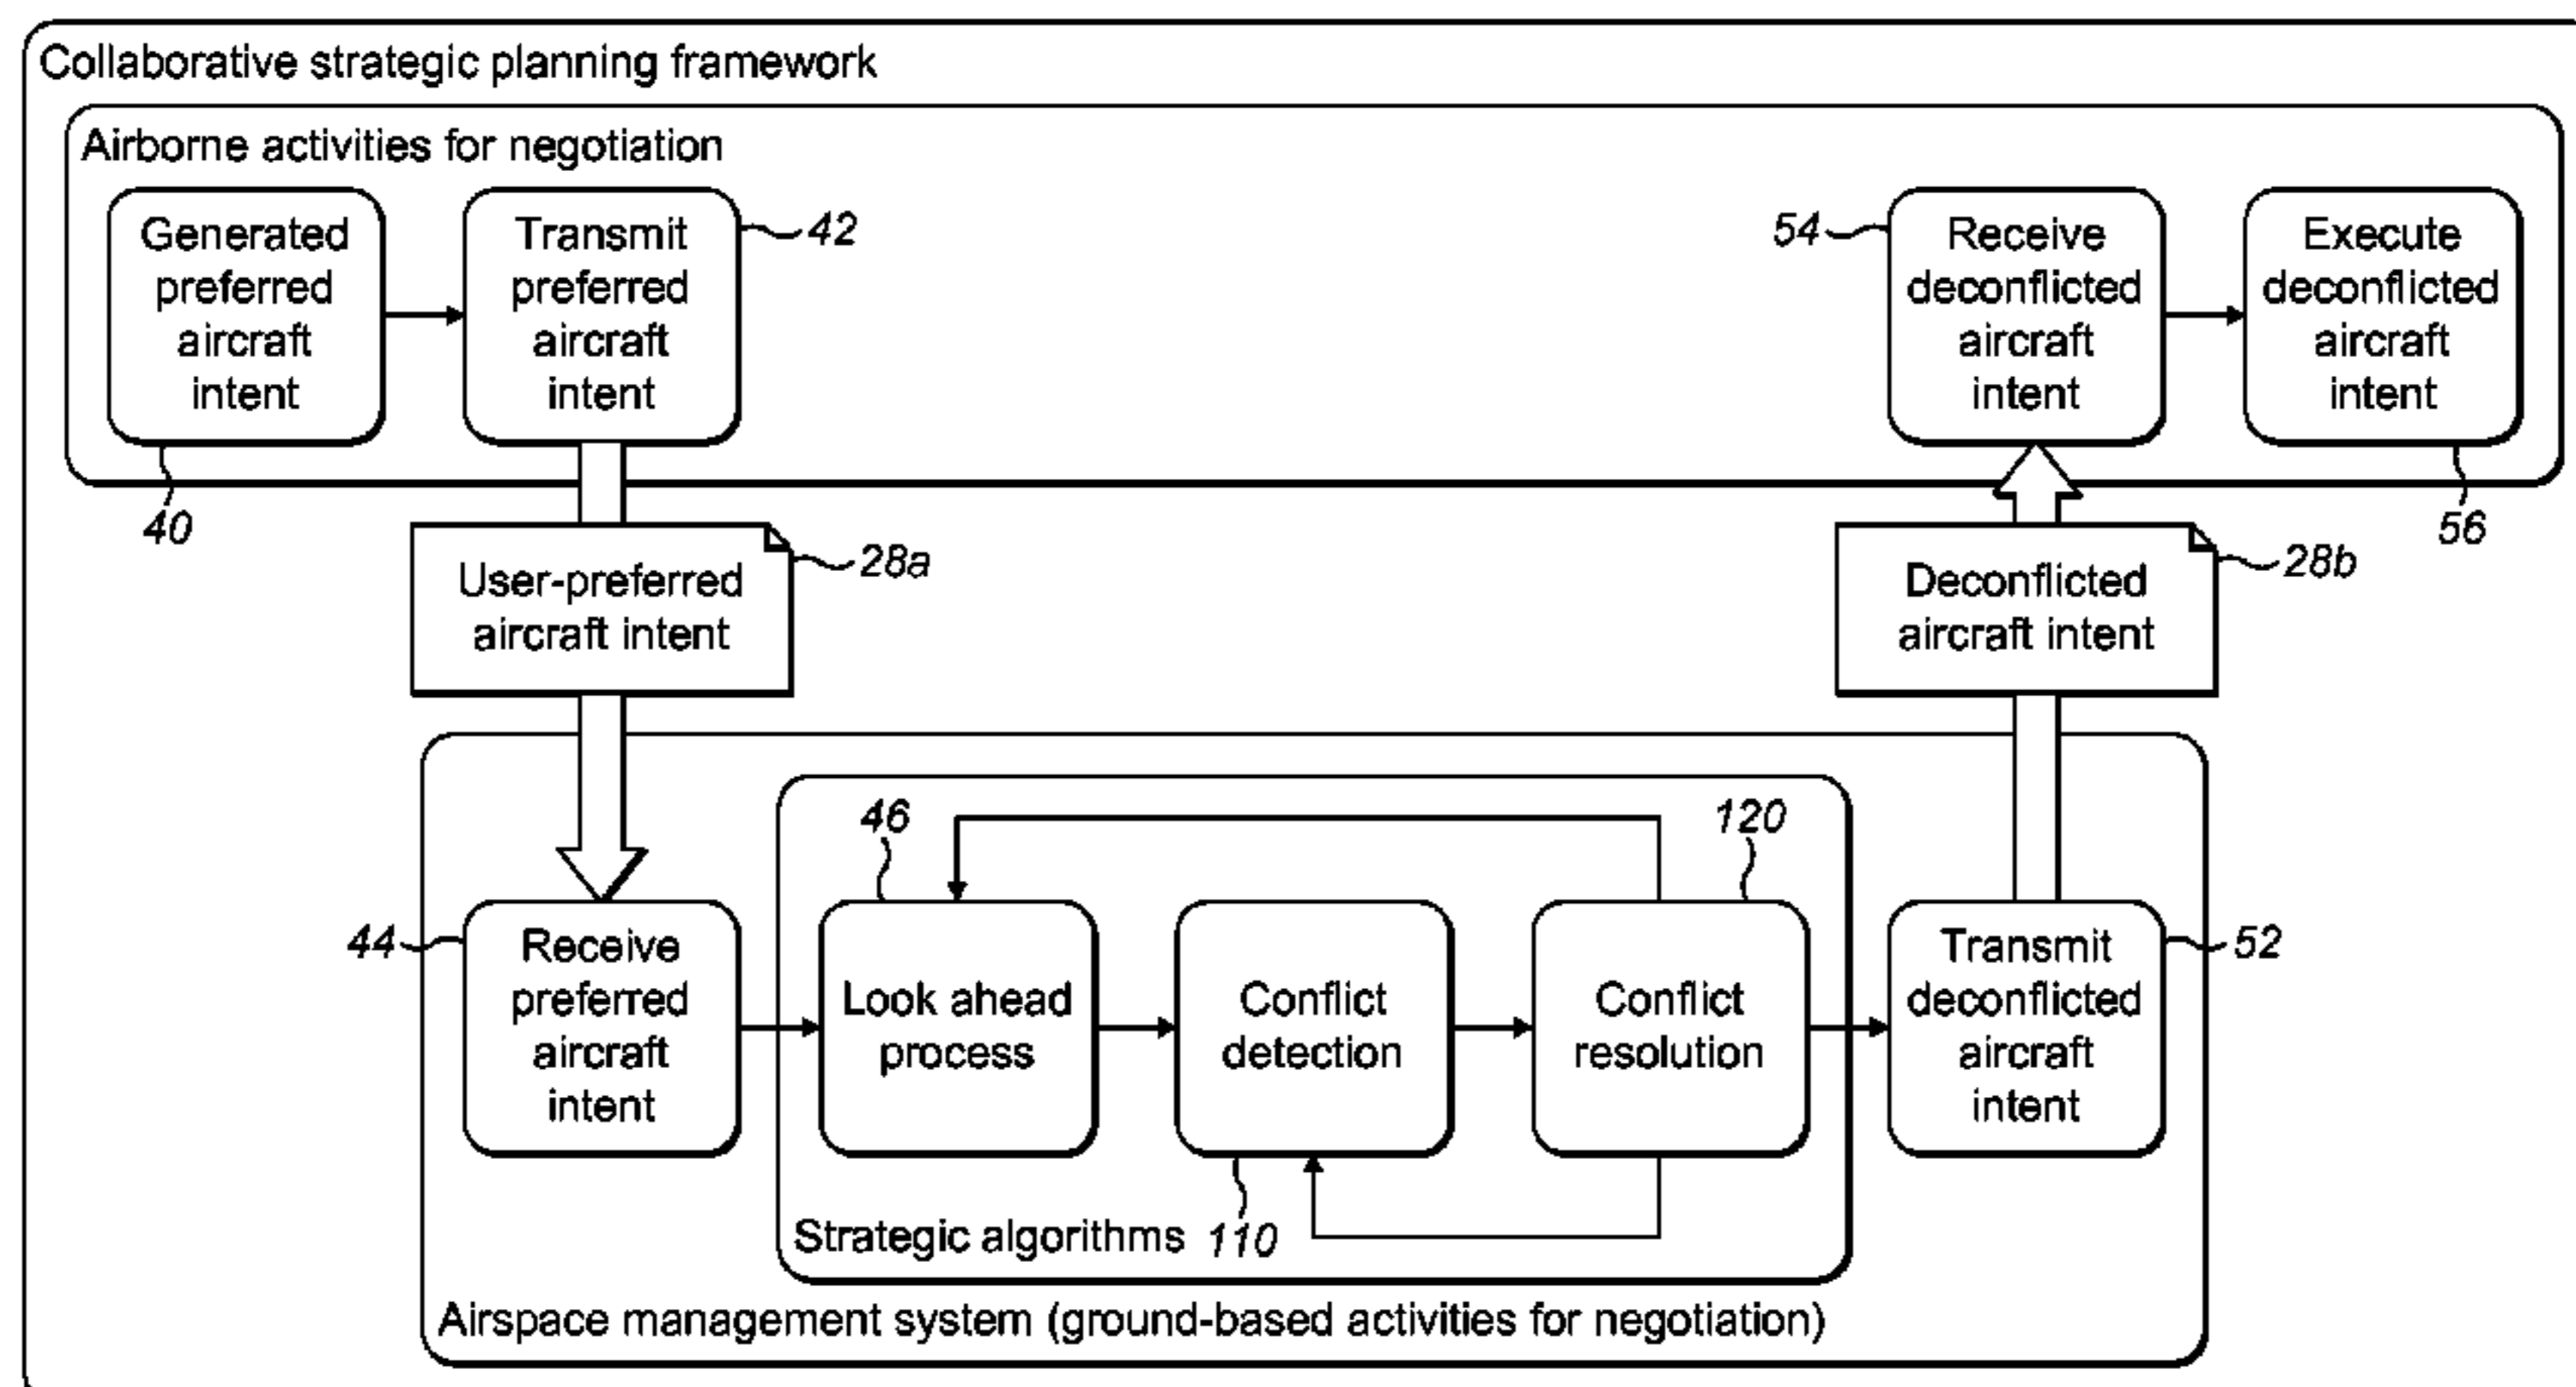 Collaborative strategic planning framework
Airborne activities for negotiation
Generated
preferred
aircraft
intent
40
Transmit
preferred
aircraft
intent
42
54
Receive
deconflicted
aircraft
intent
Execute
deconflicted
aircraft
intent
56
User-preferred
aircraft intent
28a
Deconflicted
aircraft intent
28b
44
Receive
preferred
aircraft
intent
46
Look ahead
process
Conflict
detection
110
120
Conflict
resolution
Strategic algorithms
Transmit
deconflicted
aircraft
intent
52
Airspace management system (ground-based activities for negotiation)